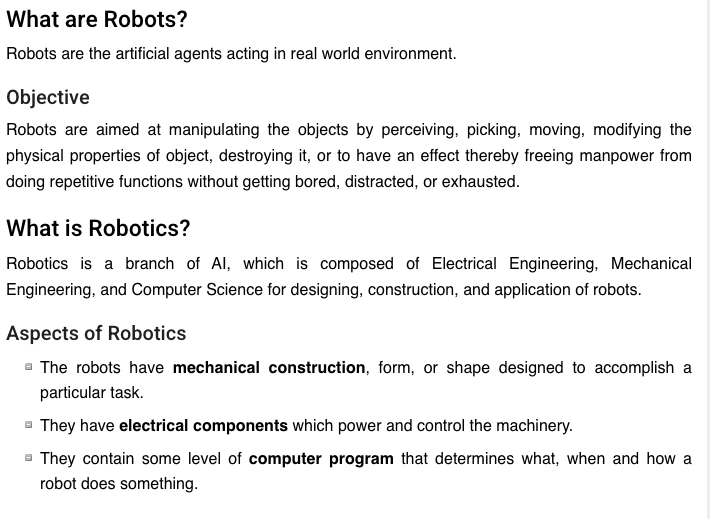 What are Robots?
Robots are the artificial agents acting in real world environment.
Objective
Robots are aimed at manipulating the objects by perceiving, picking, moving, modifying the
physical properties of object, destroying it, or to have an effect thereby freeing manpower from
doing repetitive functions without getting bored, distracted, or exhausted.
What is Robotics?
Robotics is a branch of AI, which is composed of Electrical Engineering, Mechanical
Engineering, and Computer Science for designing, construction, and application of robots.
Aspects of Robotics
The robots have mechanical construction, form, or shape designed to accomplish a
particular task.
They have electrical components which power and control the machinery.
They contain some level of computer program that determines what, when and how a
robot does something.